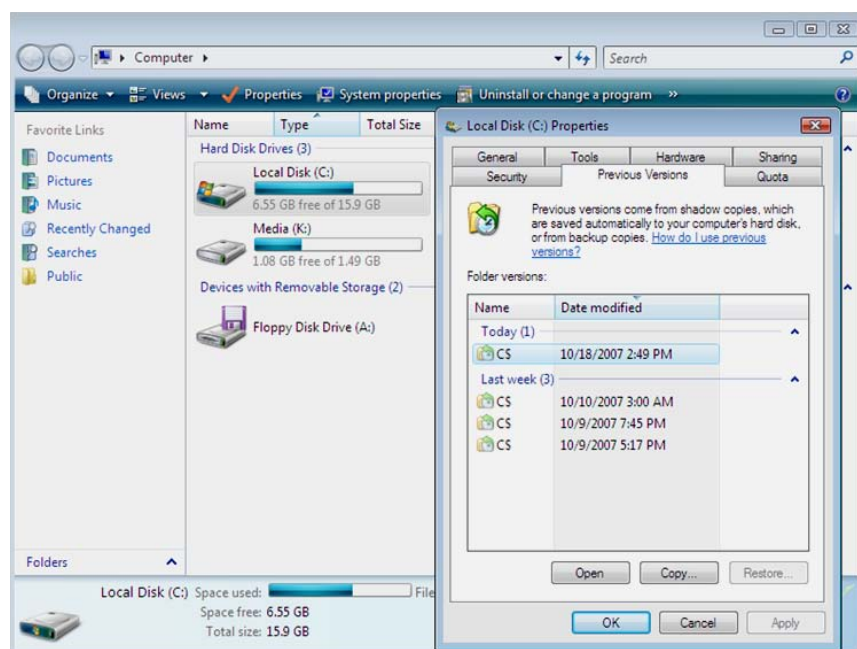 Computer
Search
Organize Views Properties System properties Uninstall or change a program »
Favorite Links
Documents
Pictures
Music
Recently Changed
Searches
Public
Folders
Name Type Total Size
Hard Disk Drives (3)
Local Disk (C:)
6.55 GB free of 15.9 GB
Media (K:)
1.08 GB free of 1.49 GB
Devices with Removable Storage (2)
Floppy Disk Drive (A:)
Local Disk (C:) Properties
General Tools Hardware Sharing
Security Previous Versions Quota
Previous versions come from shadow copies, which
are saved automatically to your computer's hard disk,
or from backup copies. How do I use previous
versions?
Folder versions:
Name Date modified
Today (1)
C$ 10/18/2007 2:49 PM
Last week (3)
C$ 10/10/2007 3:00 AM
C$ 10/9/2007 7:45 PM
C$ 10/9/2007 5:17 PM
Open Copy... Restore...
OK Cancel Apply
Local Disk (C:) Space used: File
Space free: 6.55 GB
Total size: 15.9 GB